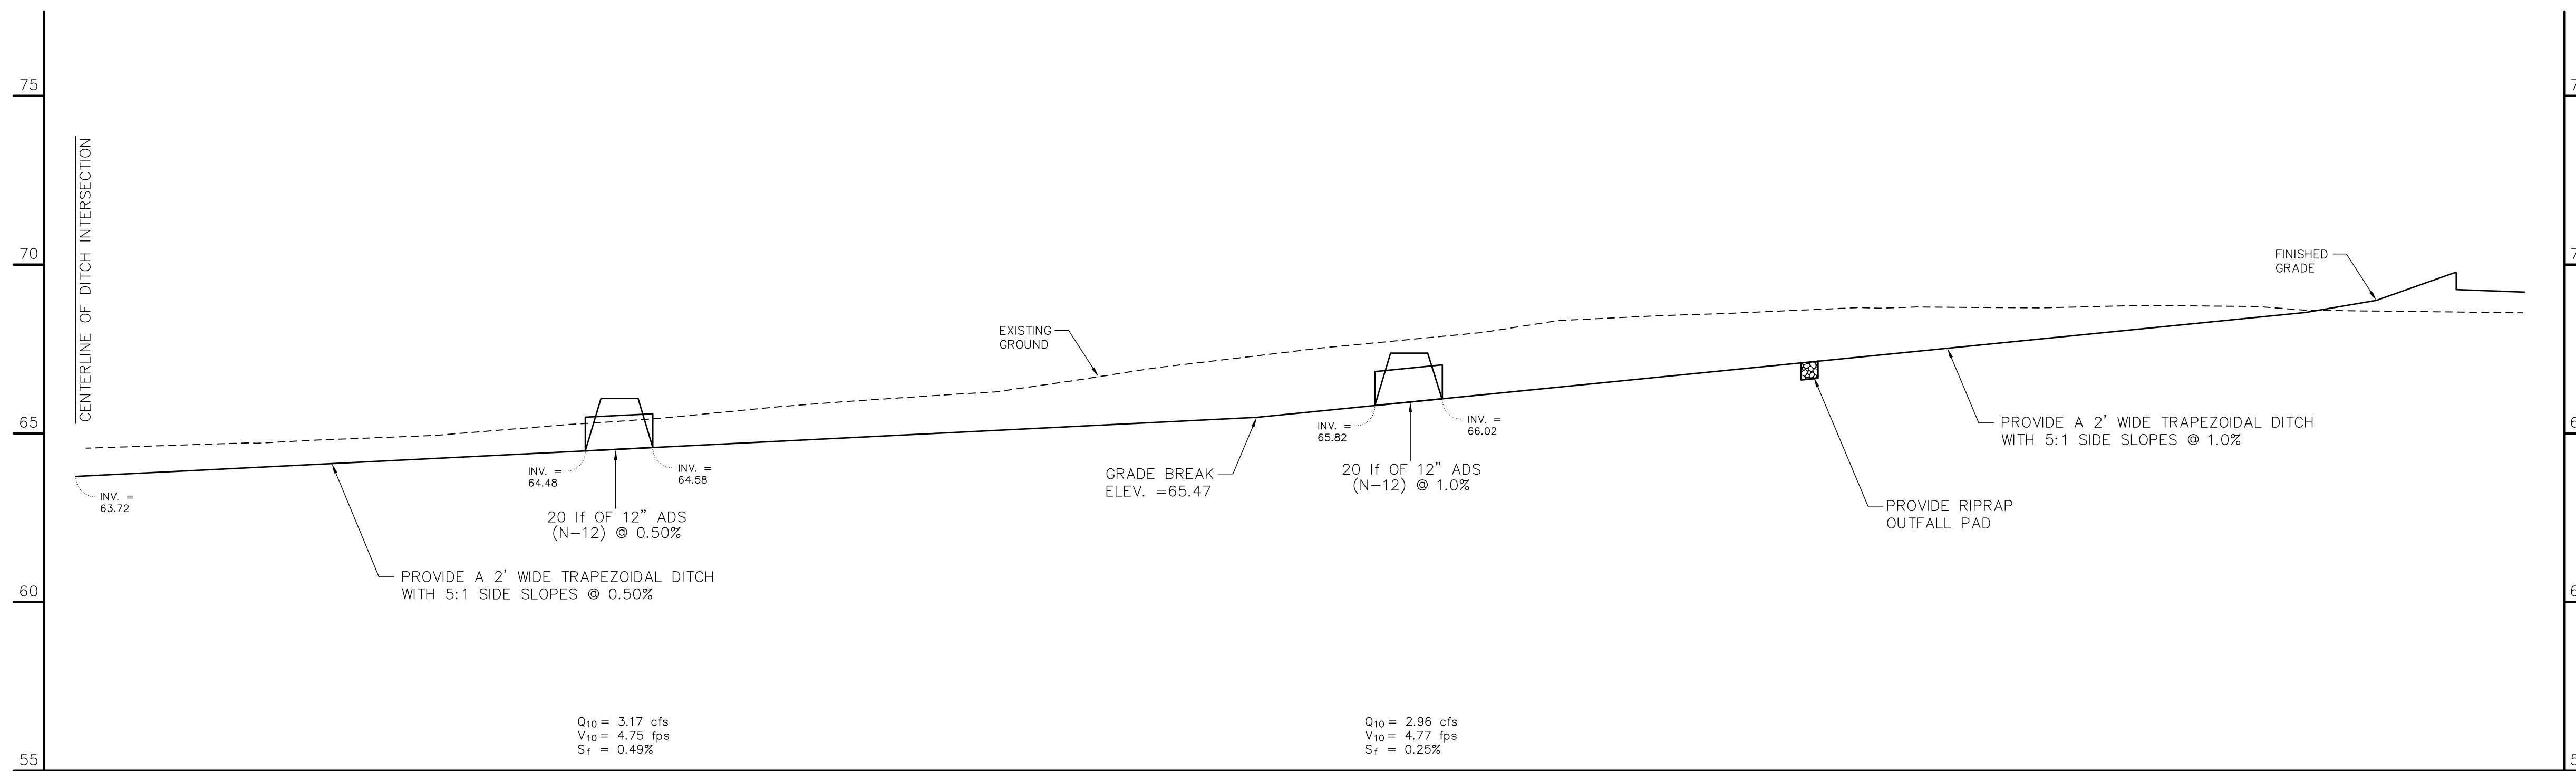 75
70
65
60
55
CENTERLINE OF DITCH INTERSECTION
INV. =
63.72
PROVIDE A 2' WIDE TRAPEZOIDAL DITCH
WITH 5:1 SIDE SLOPES @ 0.50%
INV. =
64.48
INV. =
64.58
20 lf OF 12" ADS
(N-12) @ 0.50%
Q10= 3.17 cfs
V10= 4.75 fps
Sf = 0.49%
EXISTING
GROUND
GRADE BREAK
ELEV. =65.47
INV. =
65.82
INV. =
66.02
20 lf OF 12" ADS
(N-12) @ 1.0%
Q10= 2.96 cfs
V10= 4.77 fps
Sf = 0.25%
PROVIDE RIPRAP
OUTFALL PAD
PROVIDE A 2' WIDE TRAPEZOIDAL DITCH
WITH 5:1 SIDE SLOPES @ 1.0%
FINISHED
GRADE